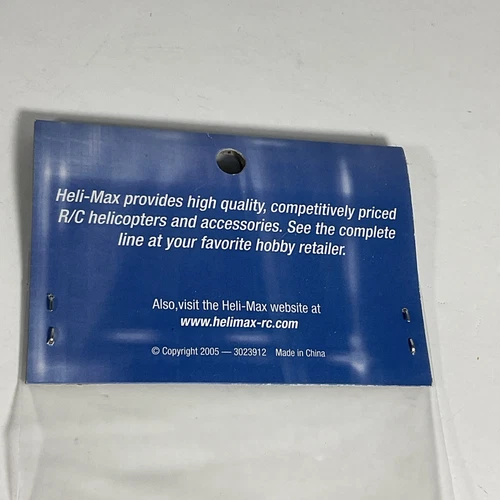 Heli-Max provides high quality, competitively priced
R/C helicopters and accessories. See the complete
line at your favorite hobby retailer.
Also,visit the Heli-Max website at
www.helimax-rc.com
© Copyright 2005 — 3023912 Made in China